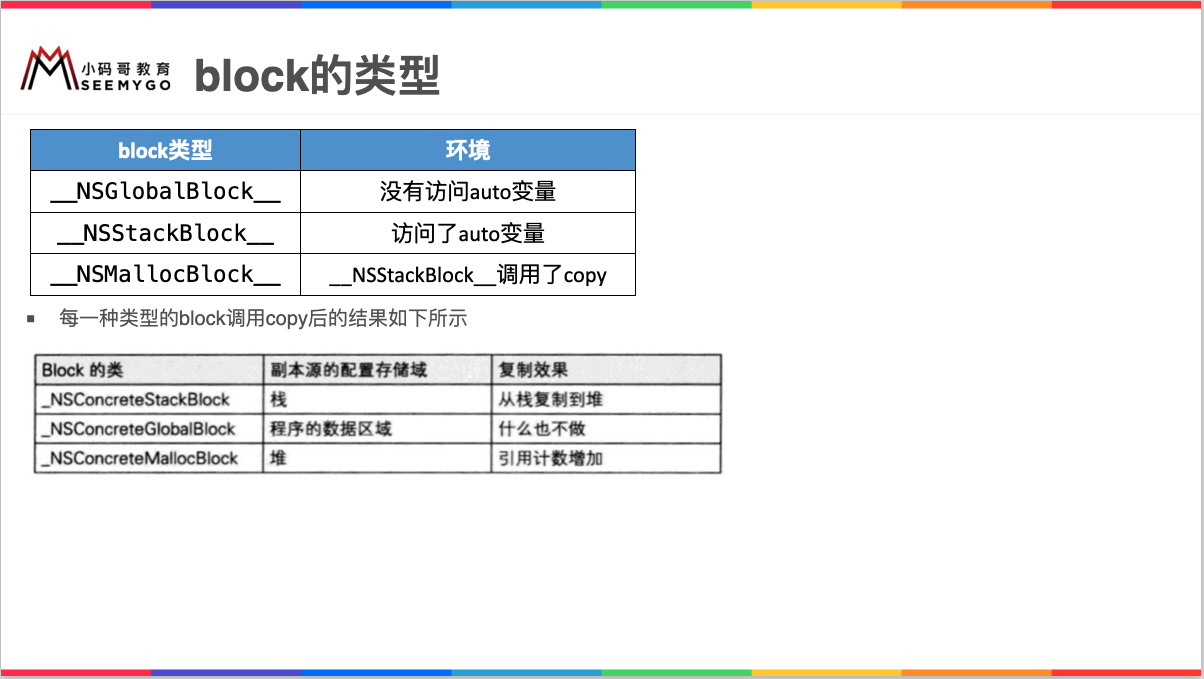 小码哥教育
SEEMYGO
block的类型
block类型 环境
__NSGlobalBlock__ 没有访问auto变量
__NSStackBlock__ 访问了auto变量
__NSMallocBlock__ __NSStackBlock__调用了copy
▪ 每一种类型的block调用copy后的结果如下所示
Block 的类 副本源的配置存储域 复制效果
_NSConcreteStackBlock 栈 从栈复制到堆
_NSConcreteGlobalBlock 程序的数据区域 什么也不做
_NSConcreteMallocBlock 堆 引用计数增加